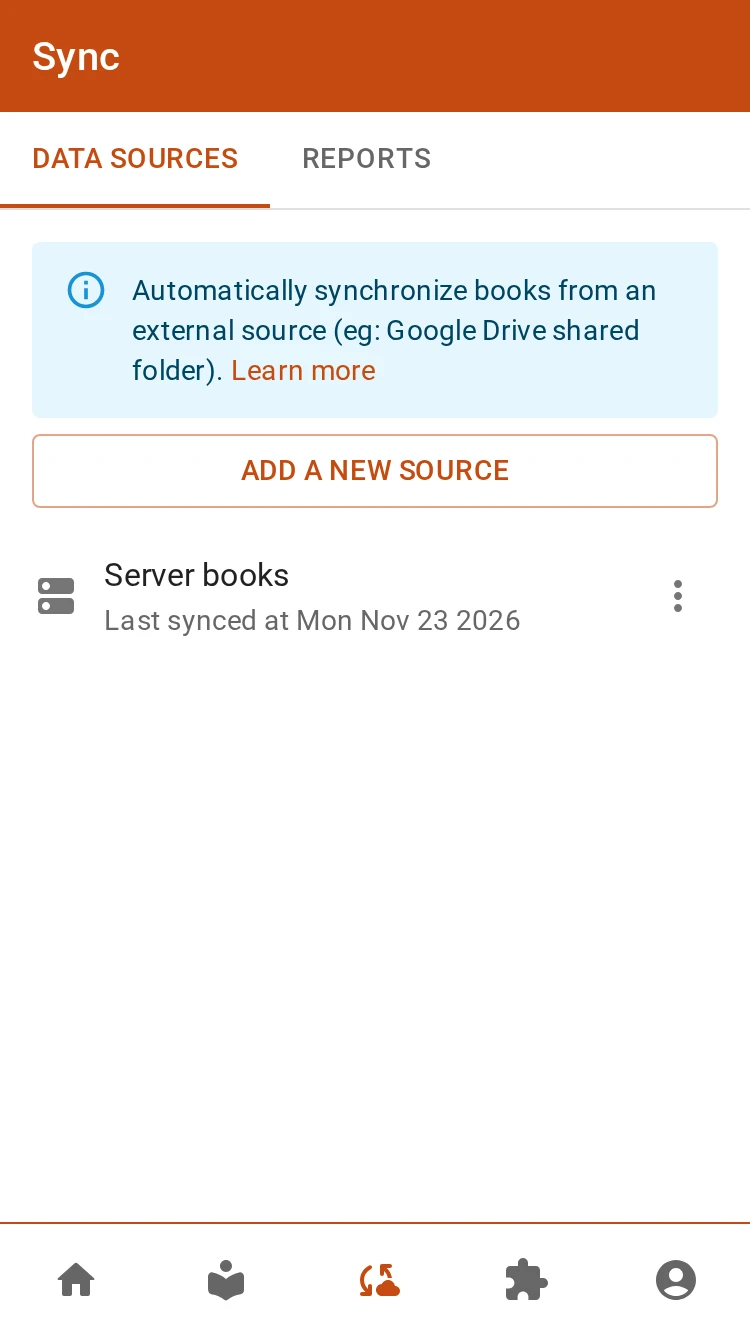 Sync
DATA SOURCES
REPORTS
Automatically synchronize books from an
external source (eg: Google Drive shared
folder). Learn more
ADD A NEW SOURCE
Server books
Last synced at Mon Nov 23 2026